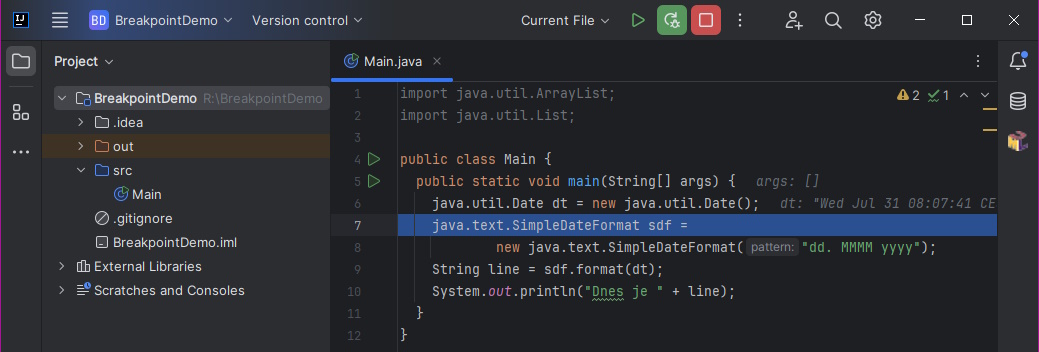 IJ BD BreakpointDemo Version control Current File
Project
BreakpointDemo R:\BreakpointDemo
.idea
out
src
Main
.gitignore
BreakpointDemo.iml
External Libraries
Scratches and Consoles
Main.java
2 1
1 import java.util.ArrayList;
2 import java.util.List;
3
4 public class Main {
5 public static void main(String[] args) { args: []
6 java.util.Date dt = new java.util.Date(); dt: "Wed Jul 31 08:07:41 CE
7 java.text.SimpleDateFormat sdf =
8 new java.text.SimpleDateFormat( pattern: "dd. MMMM yyyy");
9 String line = sdf.format(dt);
10 System.out.println("Dnes je " + line);
11 }
12 }